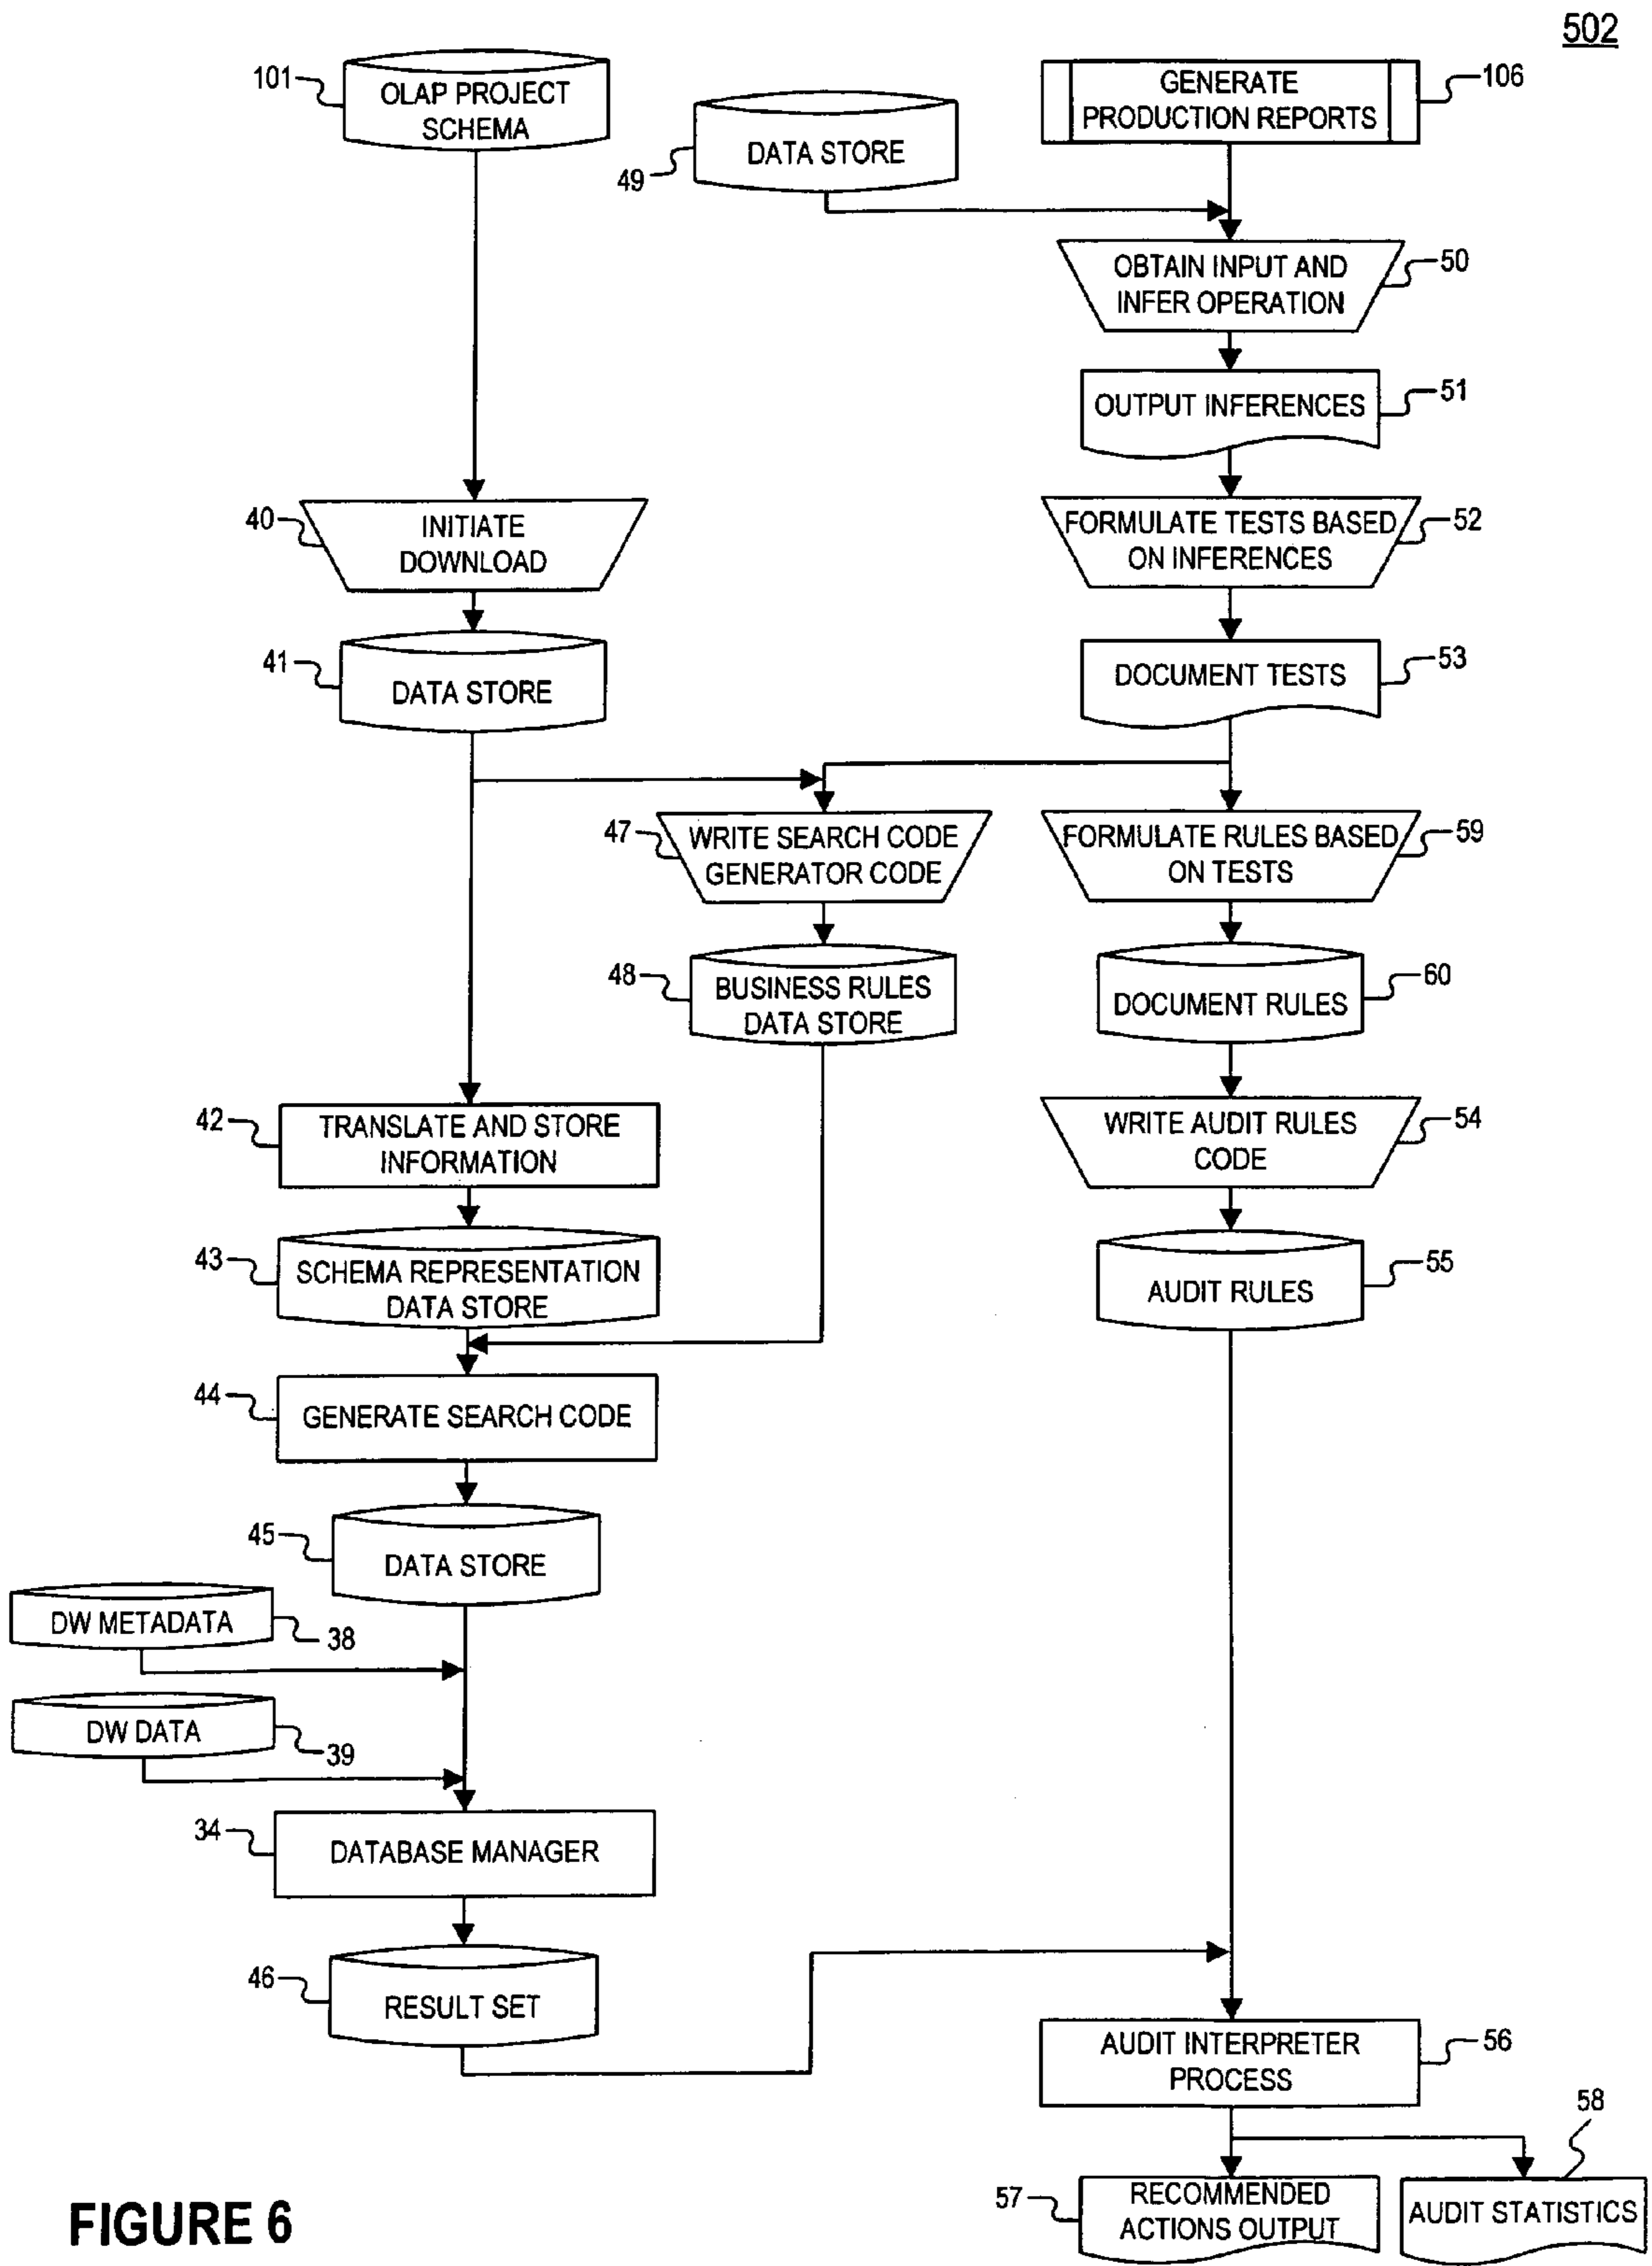 502
101
OLAP PROJECT
SCHEMA
GENERATE
PRODUCTION REPORTS
106
DATA STORE
49
OBTAIN INPUT AND
INFER OPERATION
50
OUTPUT INFERENCES
51
40
INITIATE
DOWNLOAD
FORMULATE TESTS BASED
ON INFERENCES
52
41
DATA STORE
DOCUMENT TESTS
53
47
WRITE SEARCH CODE
GENERATOR CODE
FORMULATE RULES BASED
ON TESTS
59
48
BUSINESS RULES
DATA STORE
DOCUMENT RULES
60
42
TRANSLATE AND STORE
INFORMATION
WRITE AUDIT RULES
CODE
54
43
SCHEMA REPRESENTATION
DATA STORE
AUDIT RULES
55
44
GENERATE SEARCH CODE
45
DATA STORE
DW METADATA
38
DW DATA
39
34
DATABASE MANAGER
46
RESULT SET
AUDIT INTERPRETER
PROCESS
56
58
57
RECOMMENDED
ACTIONS OUTPUT
AUDIT STATISTICS
FIGURE 6